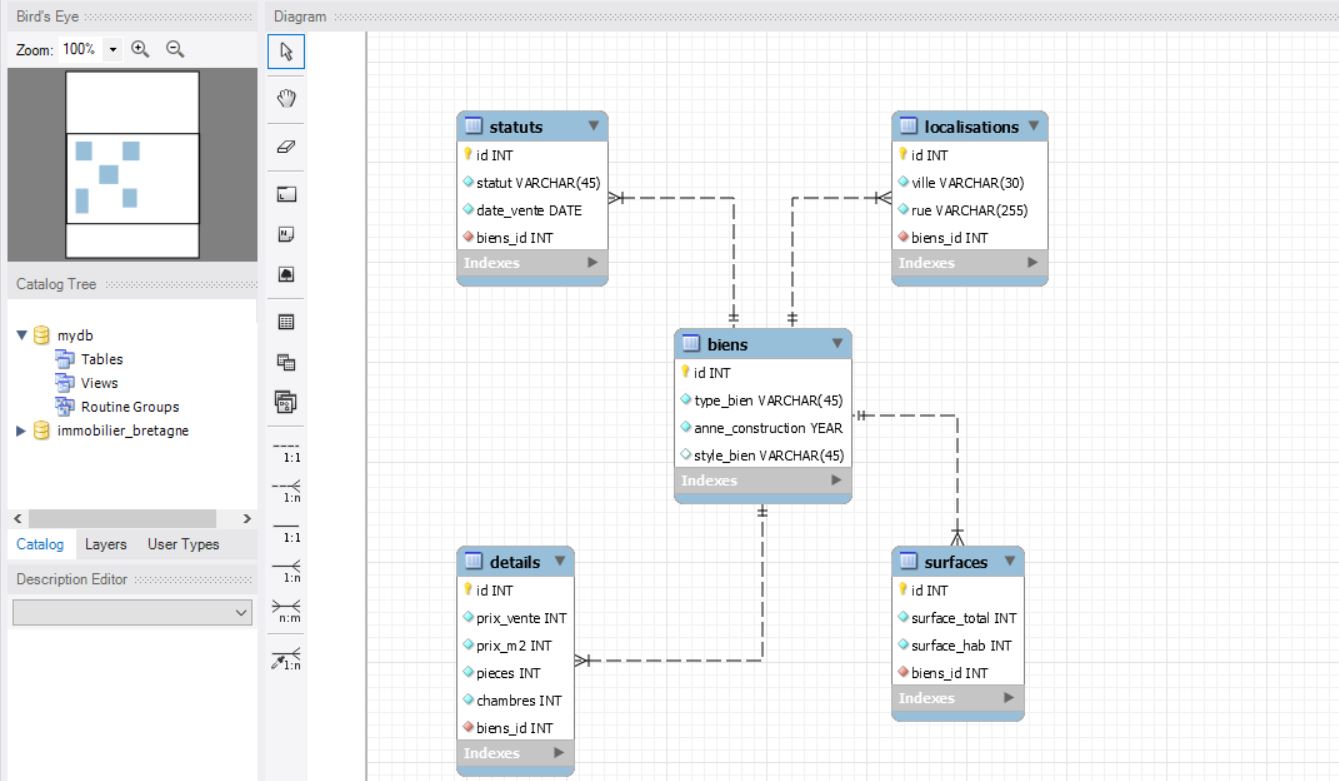 Bird's Eye
Zoom: 100%
Catalog Tree
mydb
Tables
Views
Routine Groups
immobilier_bretagne
Catalog Layers User Types
Description Editor
Diagram
L
N
1:1
1:n
1:1
1:n
n:m
1:n
statuts
id INT
statut VARCHAR(45)
date_vente DATE
biens_id INT
Indexes
localisations
id INT
ville VARCHAR(30)
rue VARCHAR(255)
biens_id INT
Indexes
biens
id INT
type_bien VARCHAR(45)
anne_construction YEAR
style_bien VARCHAR(45)
Indexes
details
id INT
prix_vente INT
prix_m2 INT
pieces INT
chambres INT
biens_id INT
Indexes
surfaces
id INT
surface_total INT
surface_hab INT
biens_id INT
Indexes